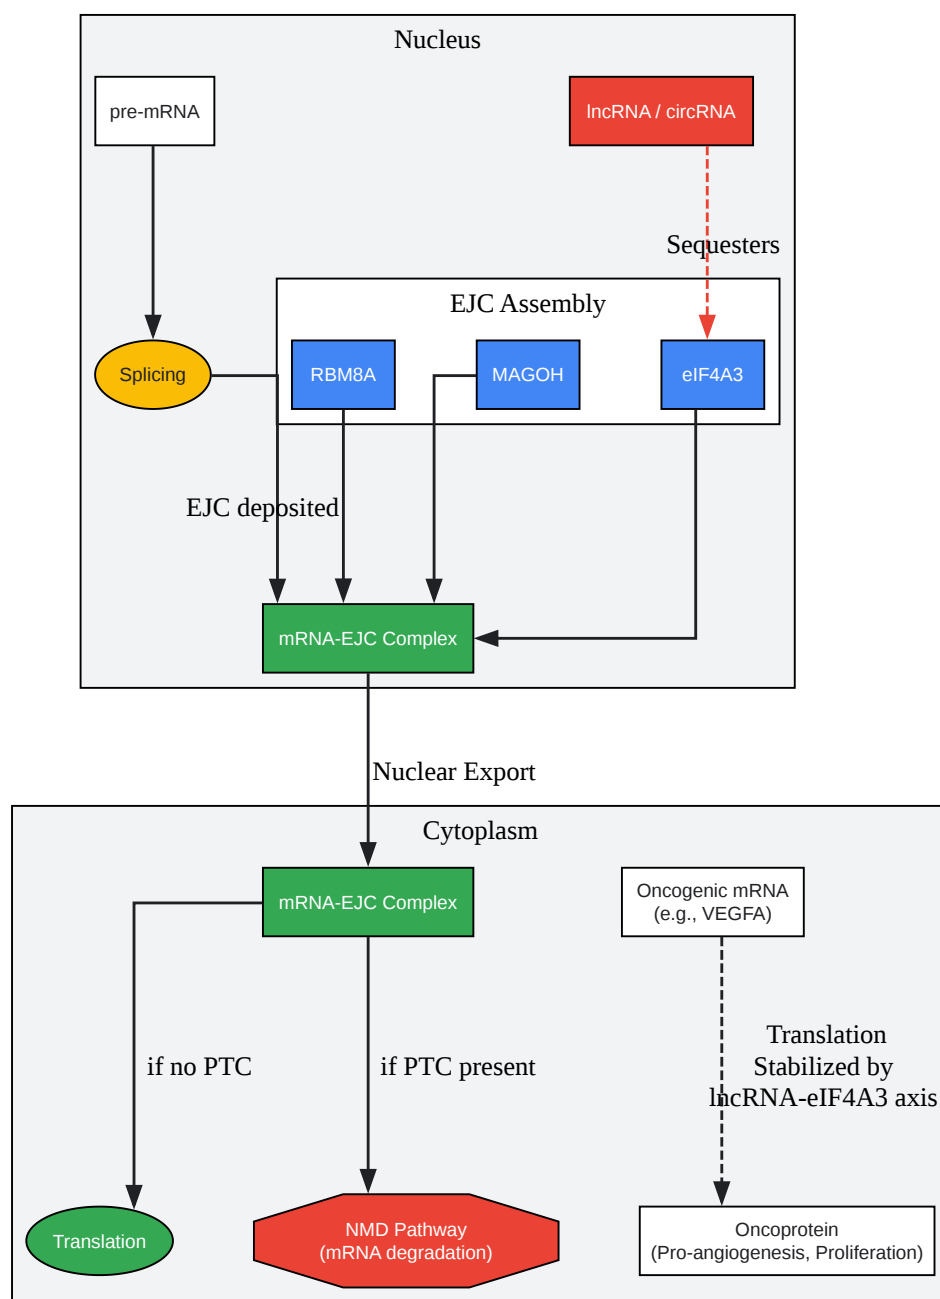 Nucleus
pre-mRNA
lncRNA / circRNA
Sequesters
EJC Assembly
Splicing
RBM8A
MAGOH
eIF4A3
EJC deposited
mRNA-EJC Complex
Nuclear Export
Cytoplasm
mRNA-EJC Complex
Oncogenic mRNA
(e.g., VEGFA)
if no PTC
if PTC present
Translation
Stabilized by
lncRNA-eIF4A3 axis
Translation
NMD Pathway
(mRNA degradation)
Oncoprotein
(Pro-angiogenesis, Proliferation)